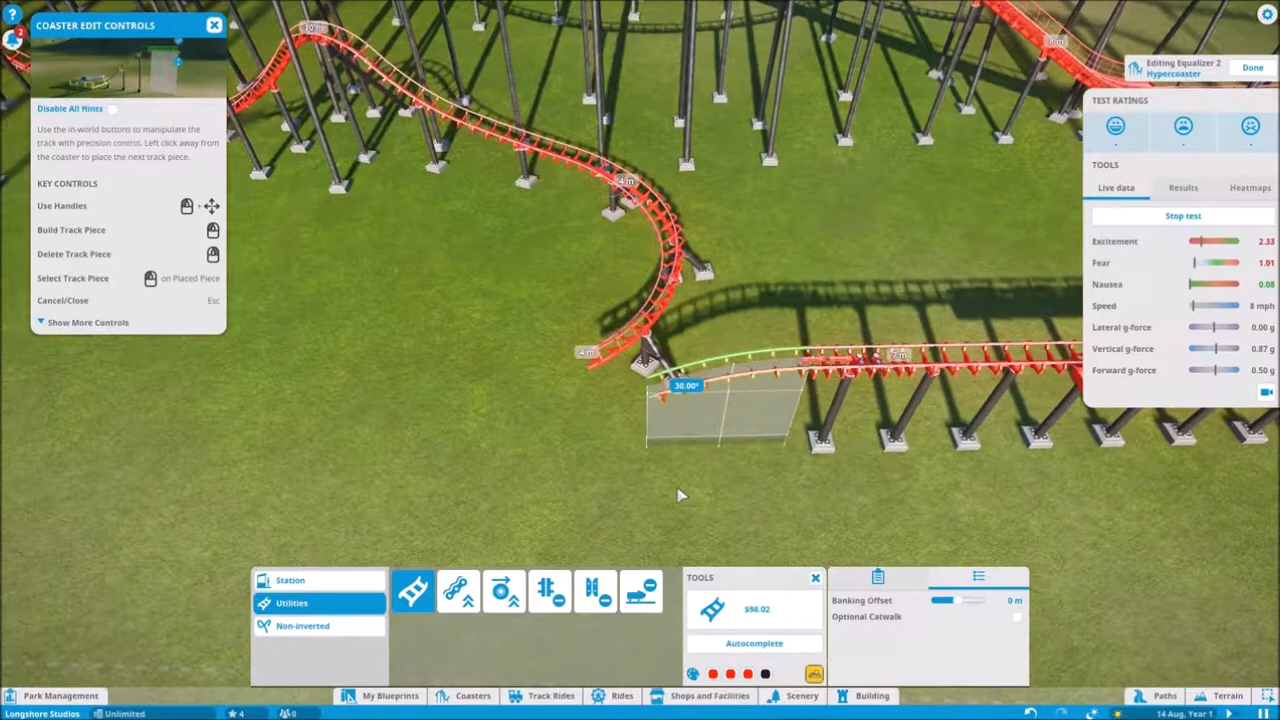 ?
2
COASTER EDIT CONTROLS
Disable All Hints
Use the in-world buttons to manipulate the
track with precision control. Left click away from
the coaster to place the next track piece.
KEY CONTROLS
Use Handles
+
Build Track Piece
Delete Track Piece
Select Track Piece
on Placed Piece
Cancel/Close
Esc
Show More Controls
4 m
4 m
7 m
30.00°
Editing Equalizer 2
Hypercoaster
Done
TEST RATINGS
- - -
TOOLS
Live data
Results
Heatmaps
Stop test
Excitement 2.33
Fear 1.01
Nausea 0.08
Speed 8 mph
Lateral g-force 0.00 g
Vertical g-force 0.87 g
Forward g-force 0.50 g
Station
Utilities
Non-inverted
TOOLS
$96.02
Autocomplete
Banking Offset 0 m
Optional Catwalk
Park Management
My Blueprints
Coasters
Track Rides
Rides
Shops and Facilities
Scenery
Building
Paths
Terrain
Longshore Studios
Unlimited
4
0
14 Aug, Year 1